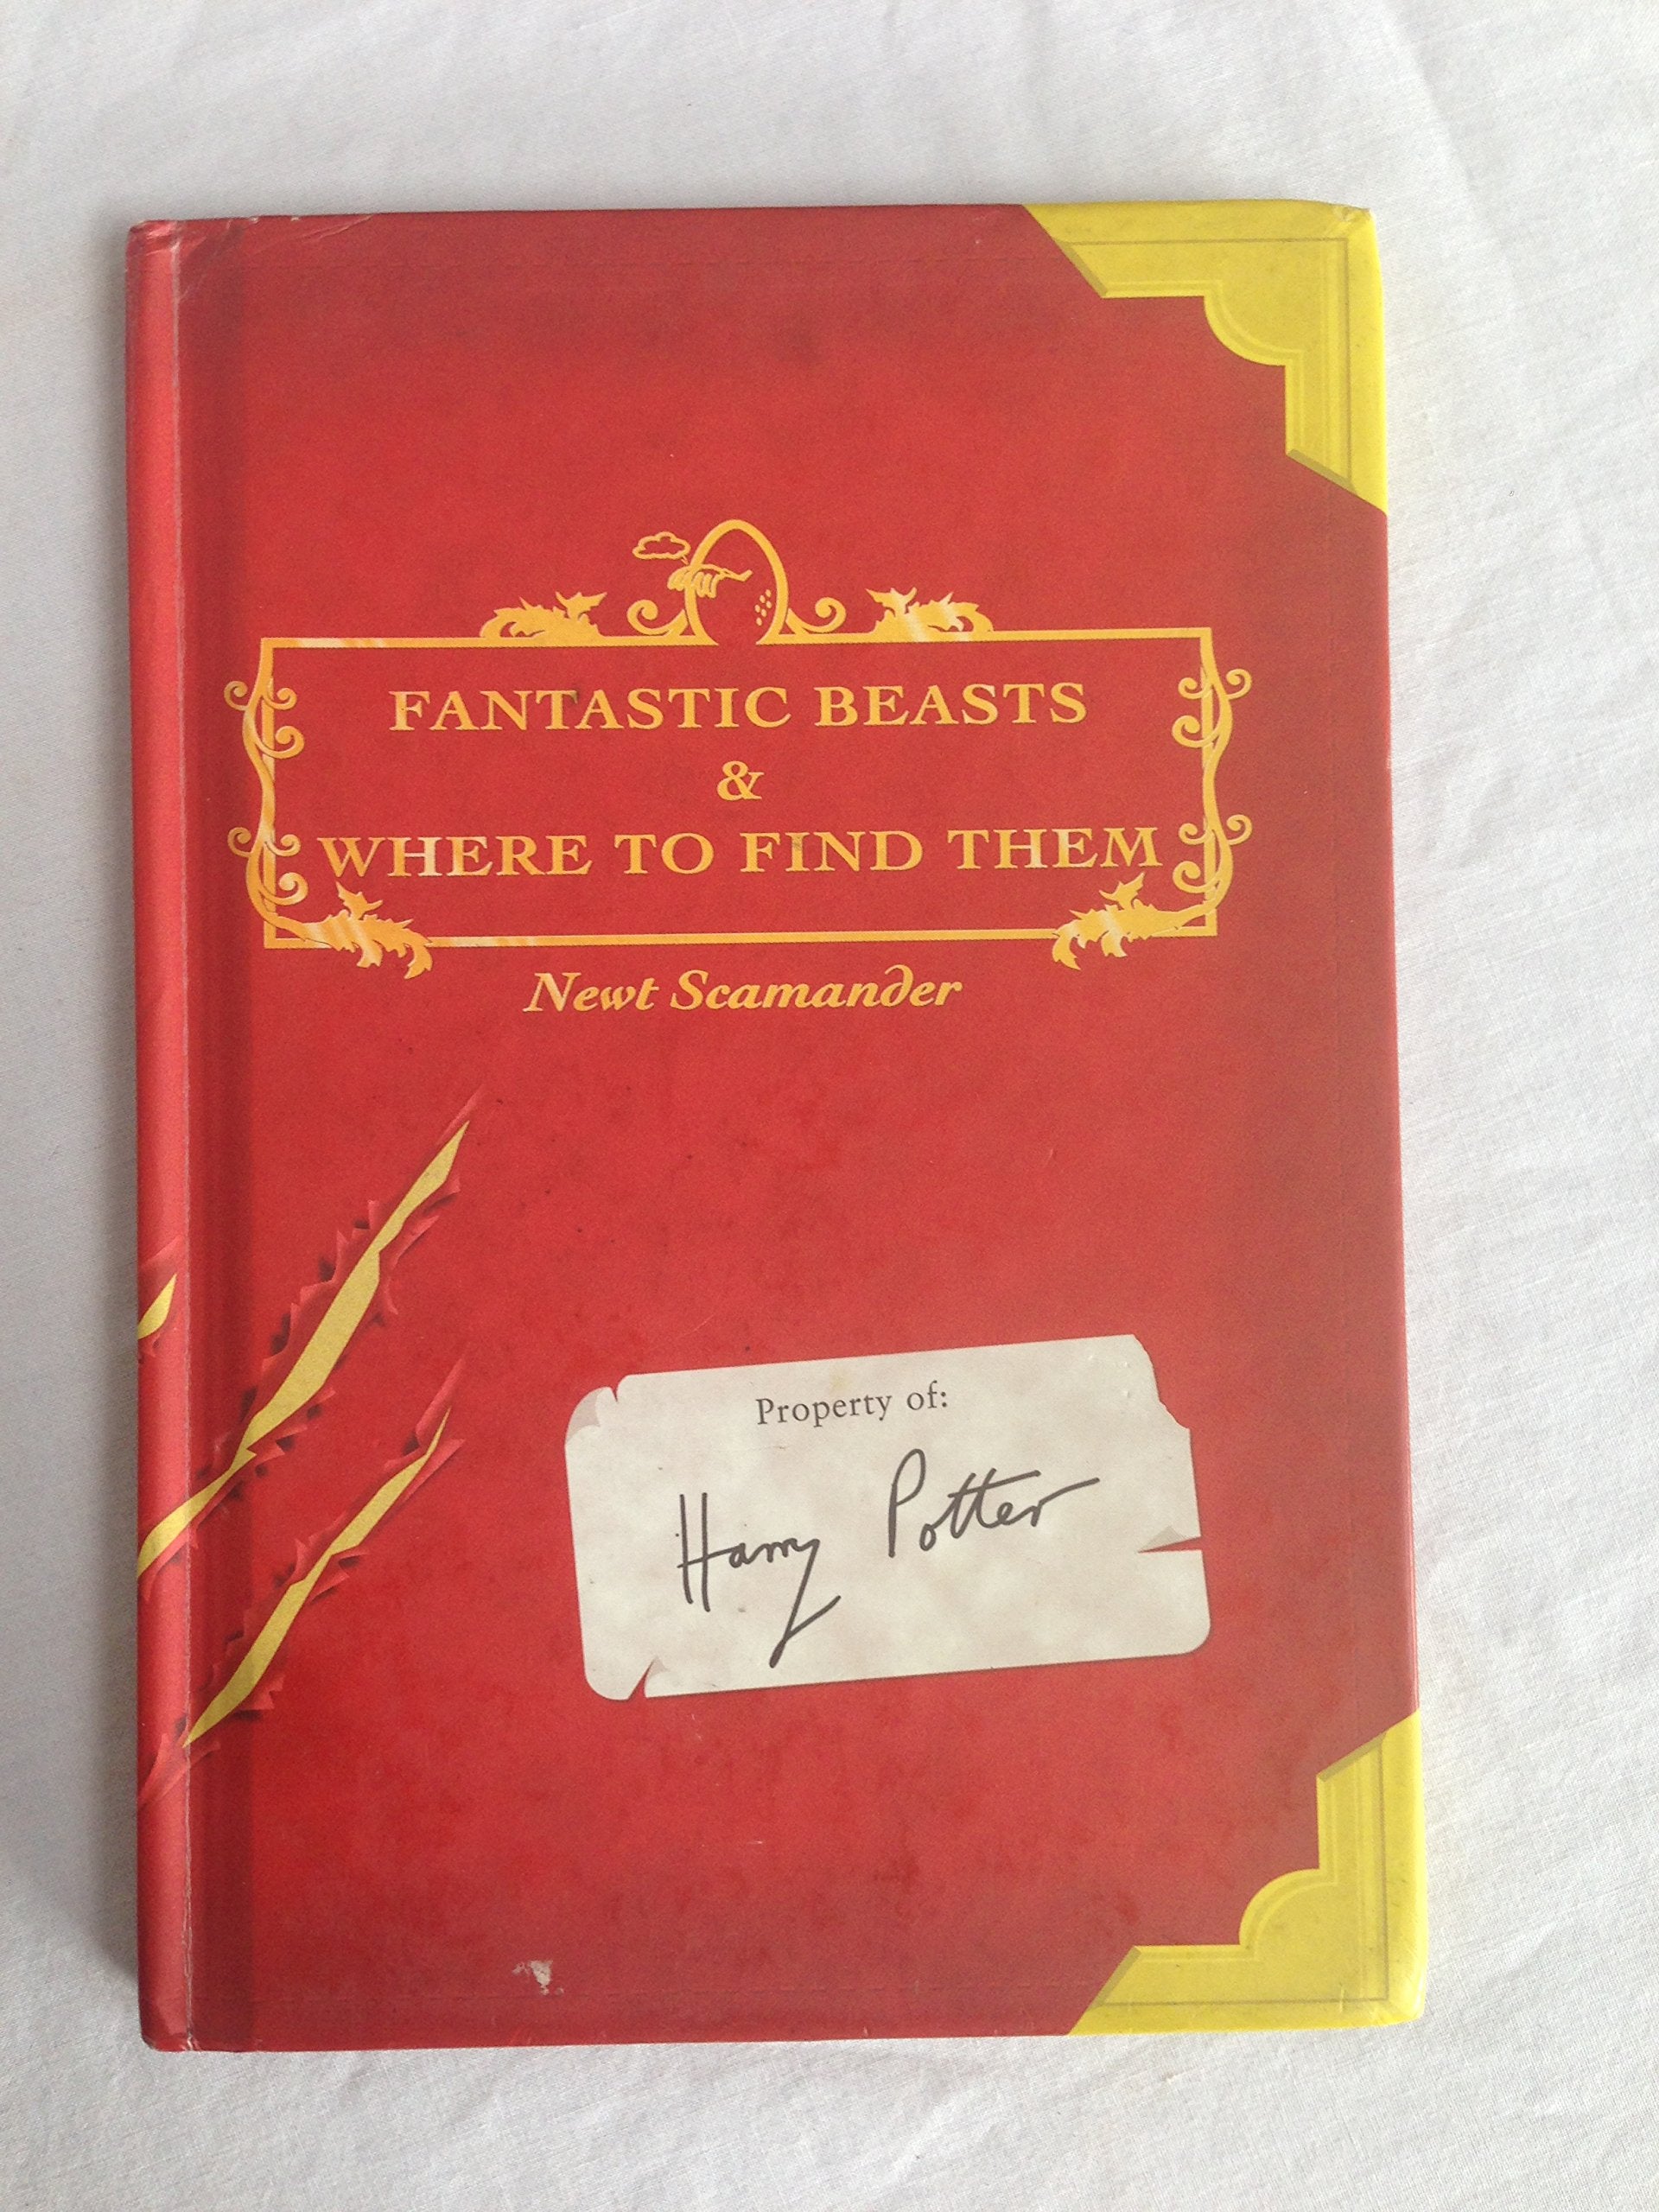 FANTASTIC BEASTS
&
WHERE TO FIND THEM
Newt Scamander
Property of:
Harry Potter